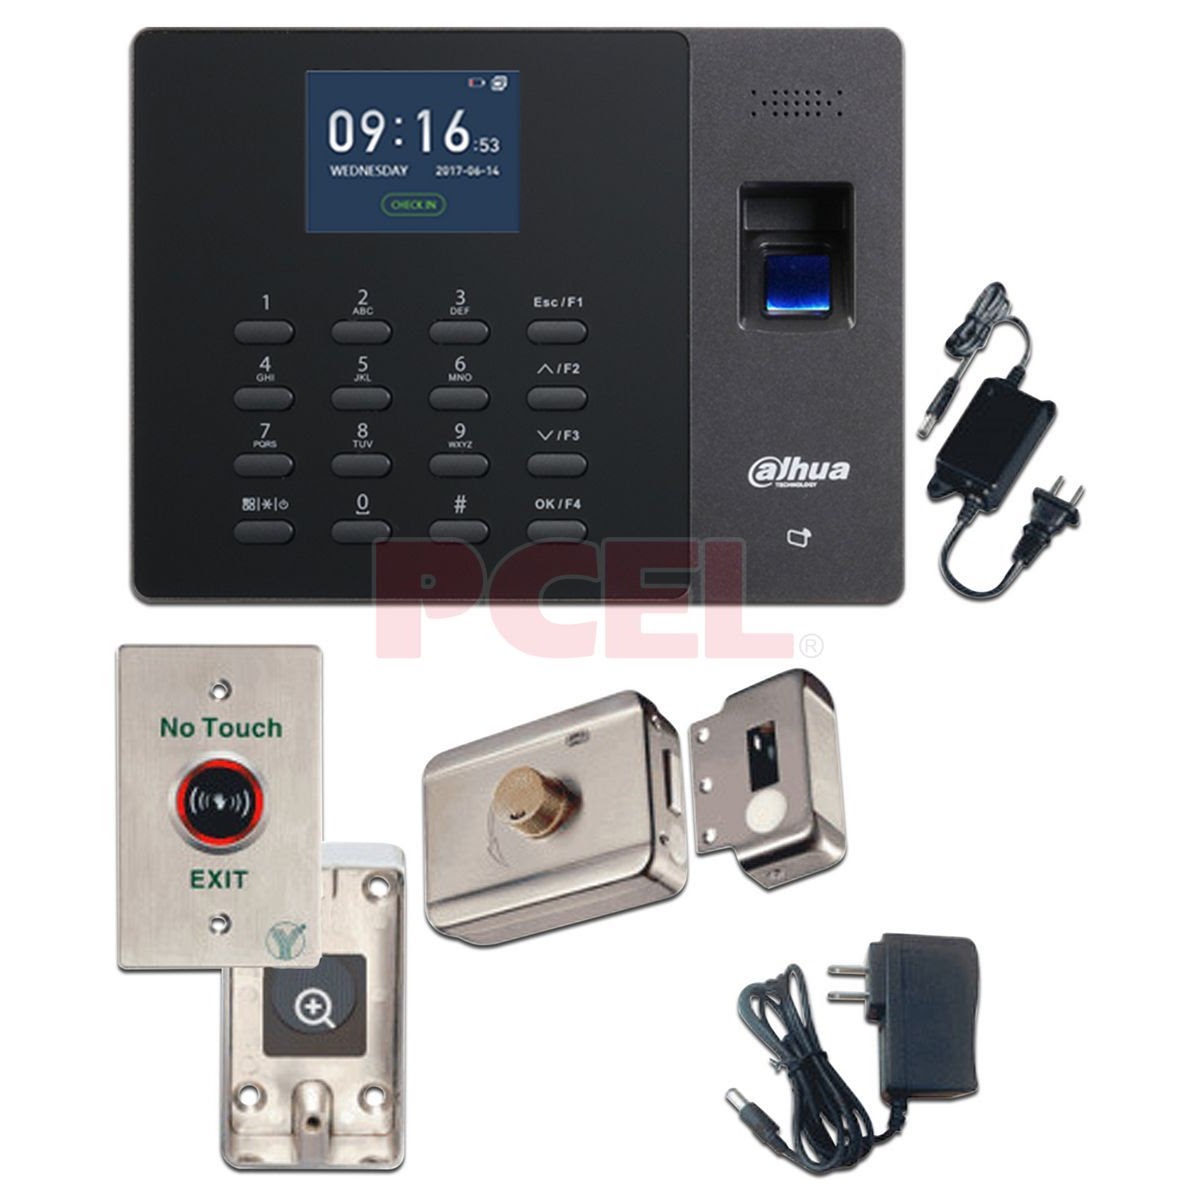 09:16:53
WEDNESDAY 2017-06-14
CHECK IN
1 2 3 Esc/F1
ABC DEF
4 5 6 ∧/F2
GHI JKL MNO
7 8 9 ∨/F3
PQRS TUV WXYZ
|*| 0 # OK/F4
alhua
TECHNOLOGY
PCEL®
No Touch
EXIT
Y